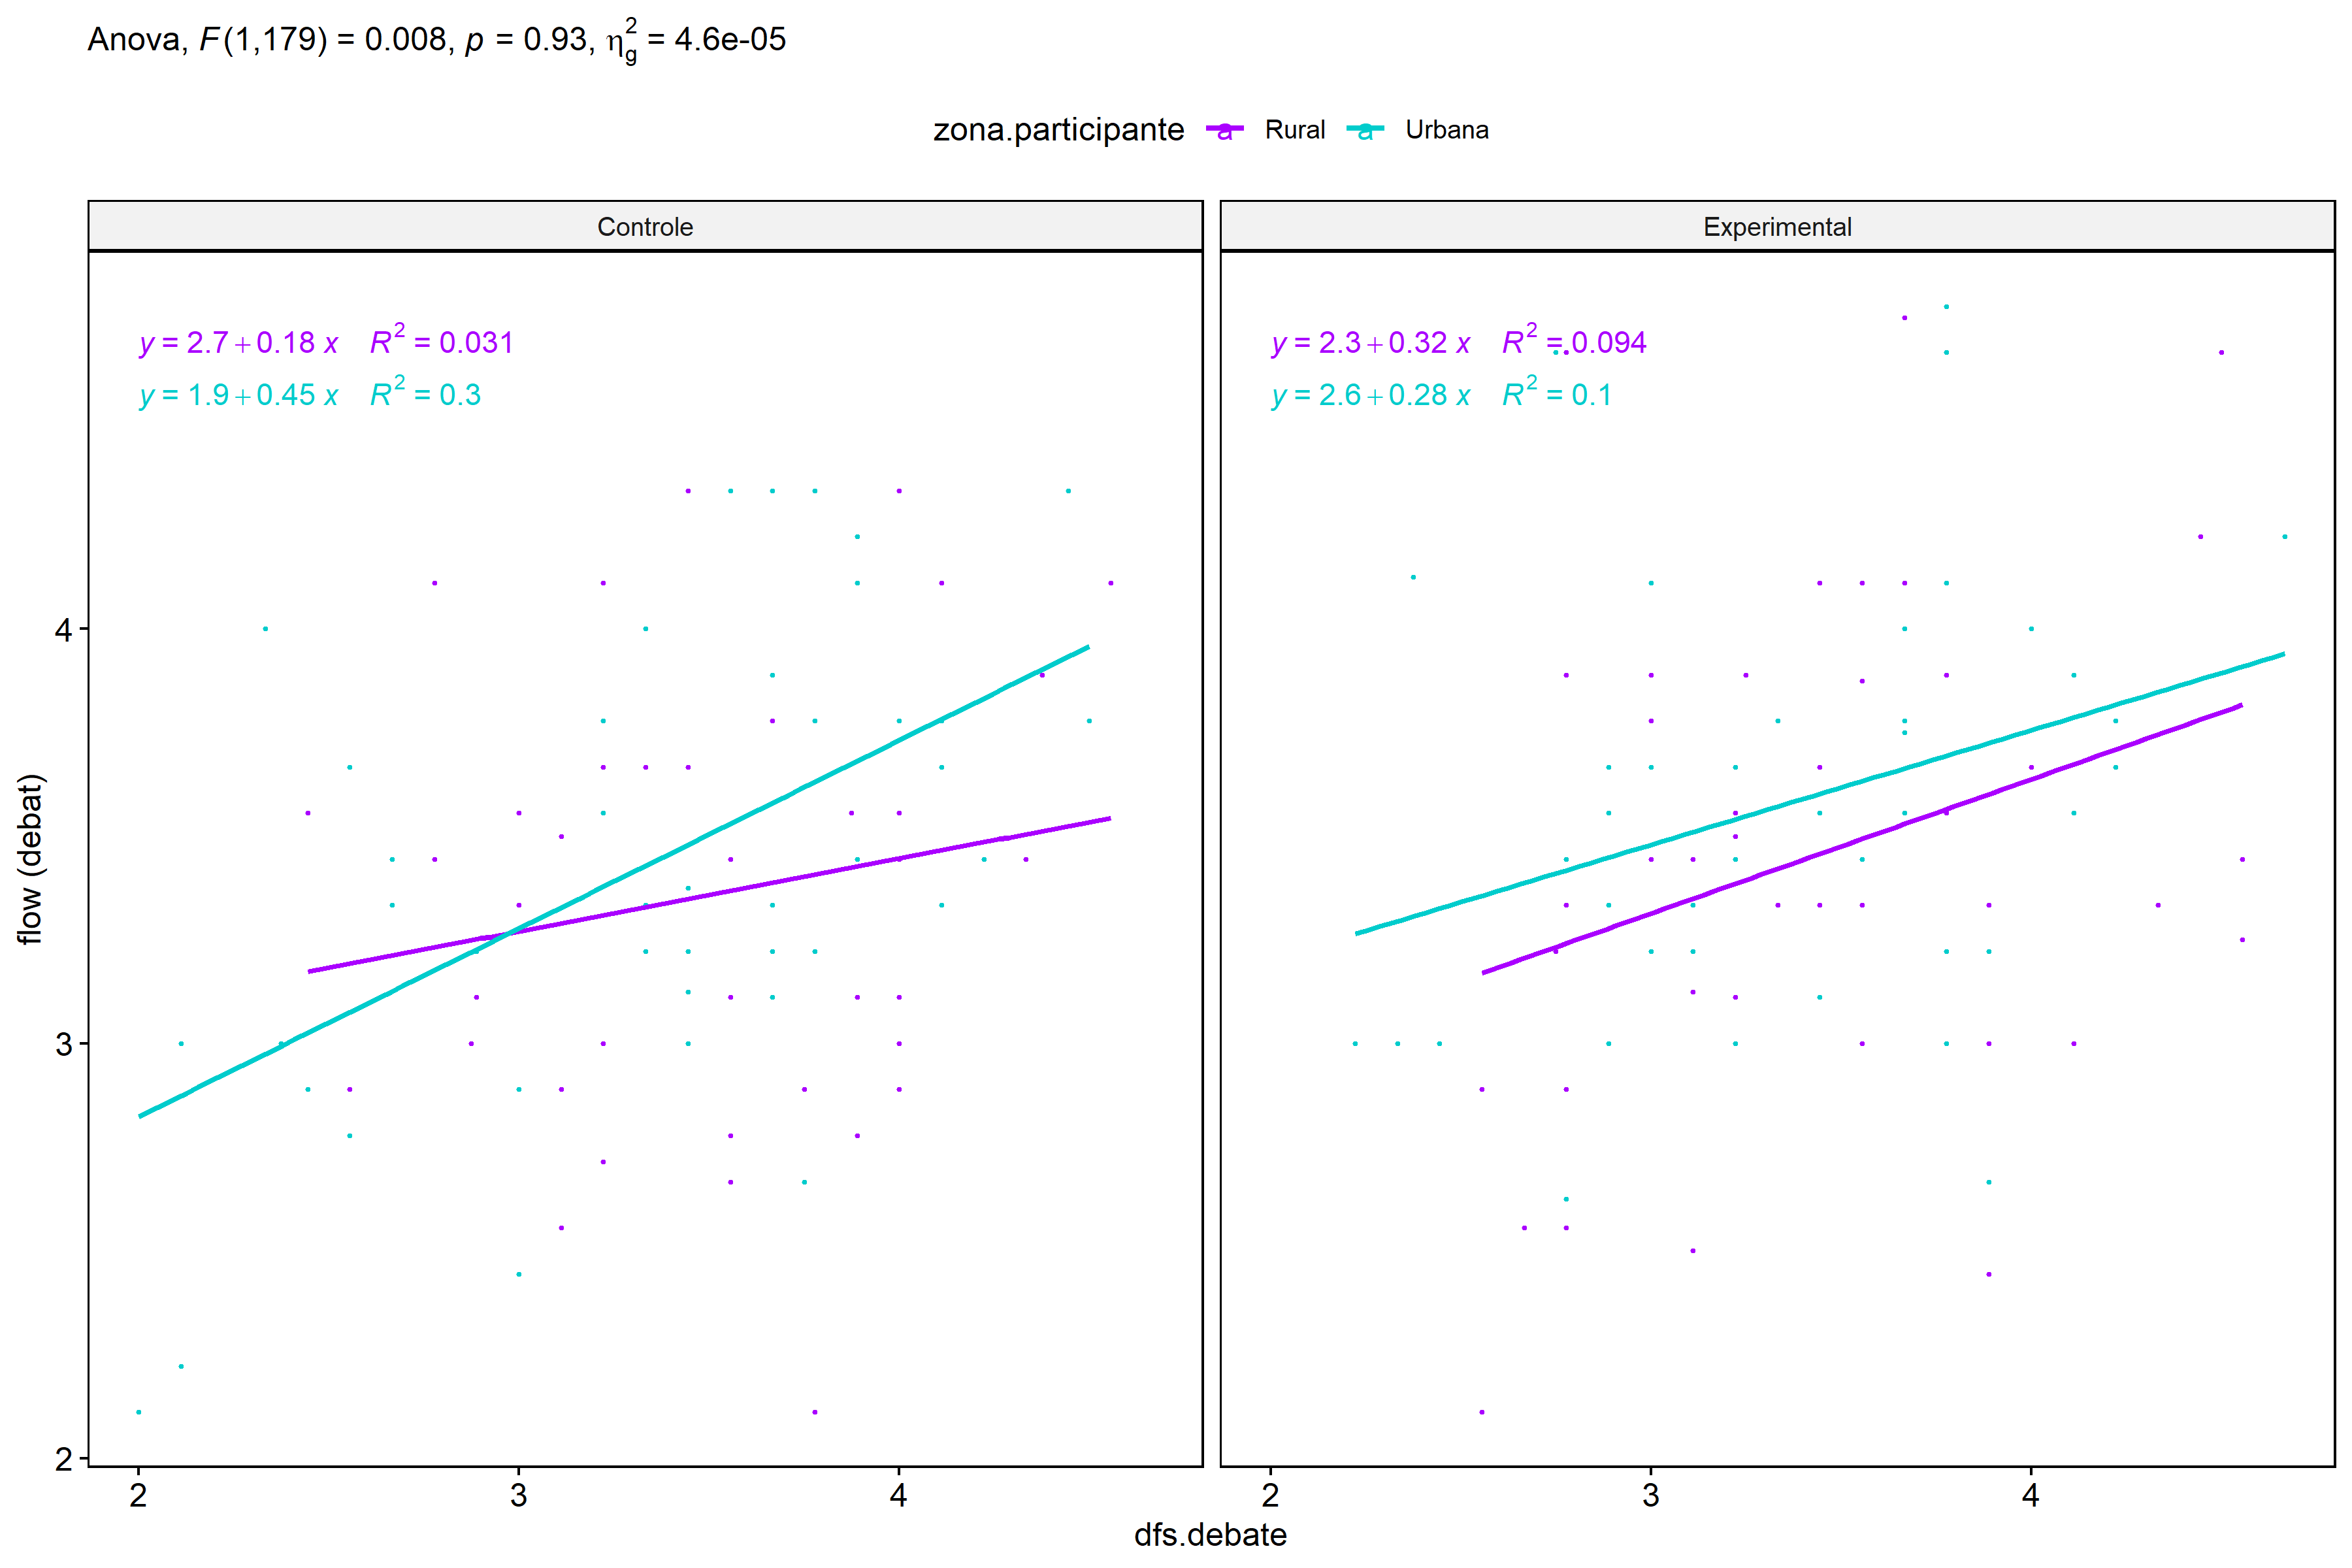 Anova, F(1,179) = 0.008, p = 0.93, η²g = 4.6e-05
zona.participante a Rural a Urbana
Controle
Experimental
y = 2.7 + 0.18 x R² = 0.031
y = 1.9 + 0.45 x R² = 0.3
y = 2.3 + 0.32 x R² = 0.094
y = 2.6 + 0.28 x R² = 0.1
flow (debat)
4
3
2
2 3 4
2 3 4
dfs.debate